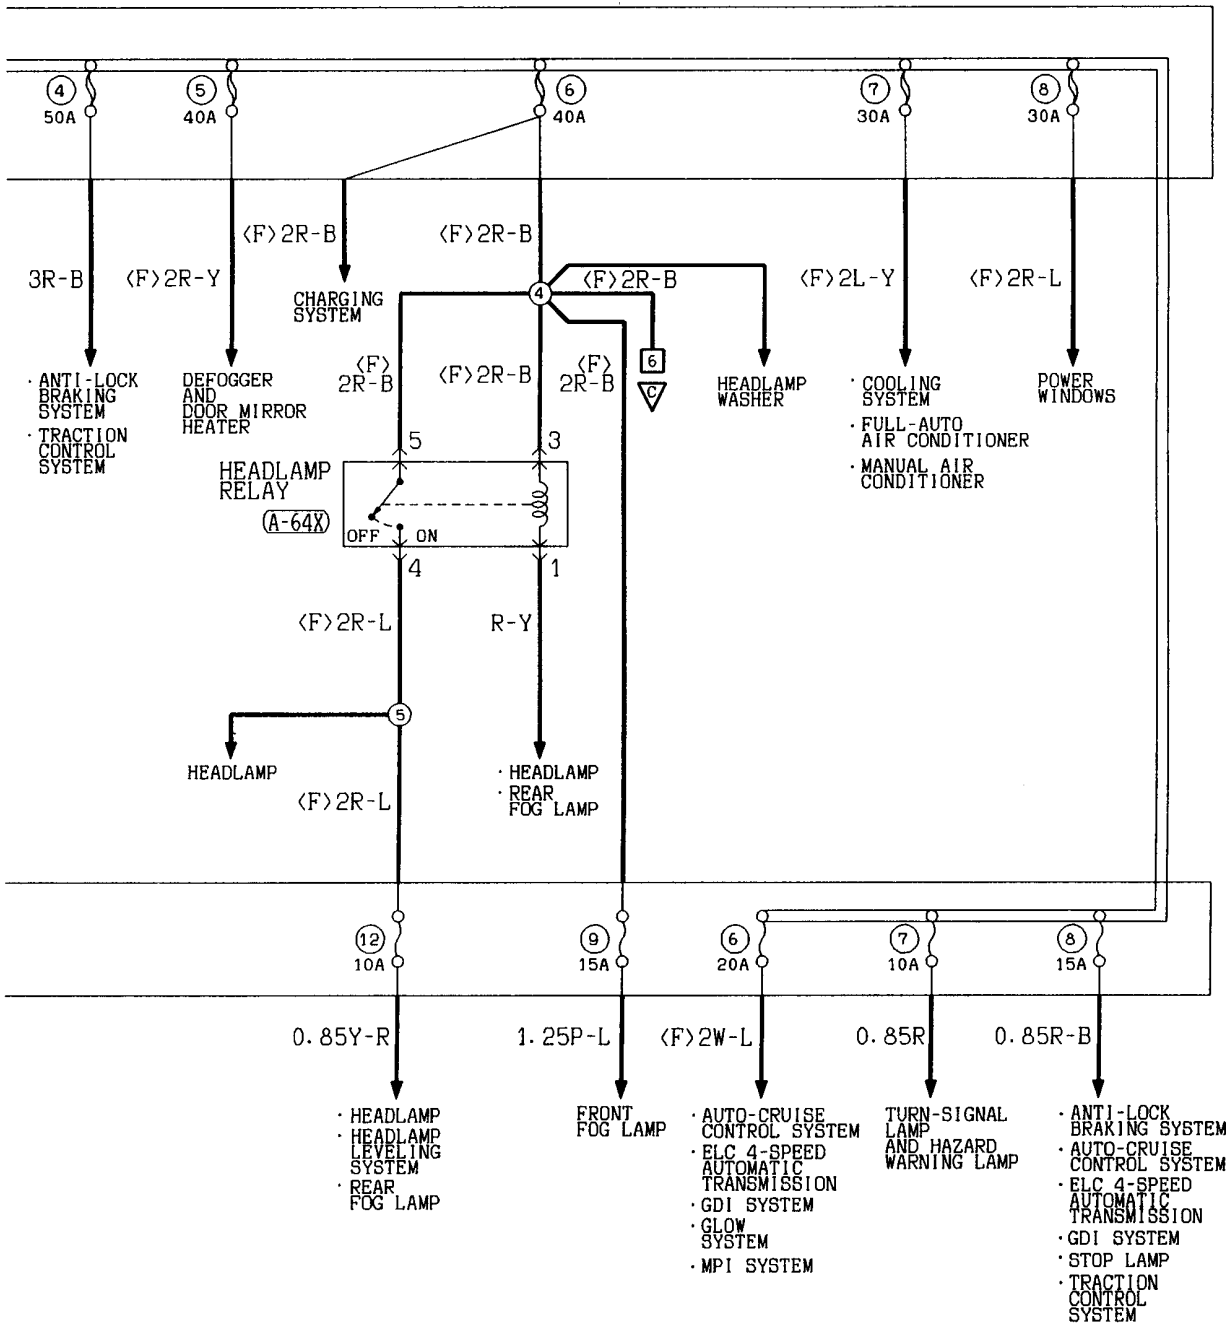 4
50A
5
40A
6
40A
7
30A
8
30A
<F>2R-B
<F>2R-B
3R-B
<F>2R-Y
<F>2R-B
<F>2L-Y
<F>2R-L
CHARGING
SYSTEM
4
6
C
<F>
2R-B
<F>2R-B
<F>
2R-B
· ANTI-LOCK
BRAKING
SYSTEM
· TRACTION
CONTROL
SYSTEM
DEFOGGER
AND
DOOR MIRROR
HEATER
HEADLAMP
WASHER
· COOLING
SYSTEM
· FULL-AUTO
AIR CONDITIONER
· MANUAL AIR
CONDITIONER
POWER
WINDOWS
5
3
HEADLAMP
RELAY
(A-64X)
OFF
ON
4
1
<F>2R-L
R-Y
5
HEADLAMP
<F>2R-L
· HEADLAMP
· REAR
FOG LAMP
12
10A
9
15A
6
20A
7
10A
8
15A
0.85Y-R
1.25P-L
<F>2W-L
0.85R
0.85R-B
· HEADLAMP
· HEADLAMP
LEVELING
SYSTEM
· REAR
FOG LAMP
FRONT
FOG LAMP
· AUTO-CRUISE
CONTROL SYSTEM
· ELC 4-SPEED
AUTOMATIC
TRANSMISSION
· GDI SYSTEM
· GLOW
SYSTEM
· MPI SYSTEM
TURN-SIGNAL
LAMP
AND HAZARD
WARNING LAMP
· ANTI-LOCK
BRAKING SYSTEM
· AUTO-CRUISE
CONTROL SYSTEM
· ELC 4-SPEED
AUTOMATIC
TRANSMISSION
· GDI SYSTEM
· STOP LAMP
· TRACTION
CONTROL
SYSTEM